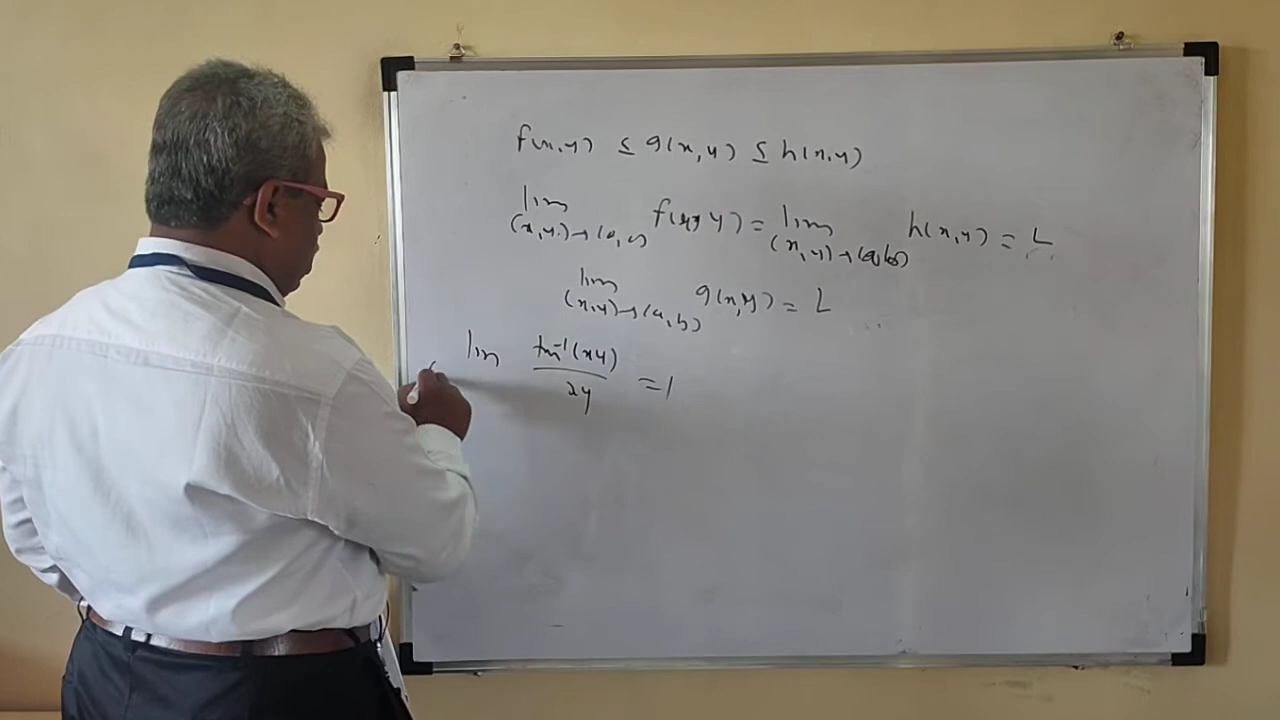 f(x,y) ≤ g(x,y) ≤ h(x,y)
lim (x,y)→(a,b) f(x,y) = lim (x,y)→(a,b) h(x,y) = L
lim (x,y)→(a,b) g(x,y) = L
lim tan⁻¹(xy) / xy = 1